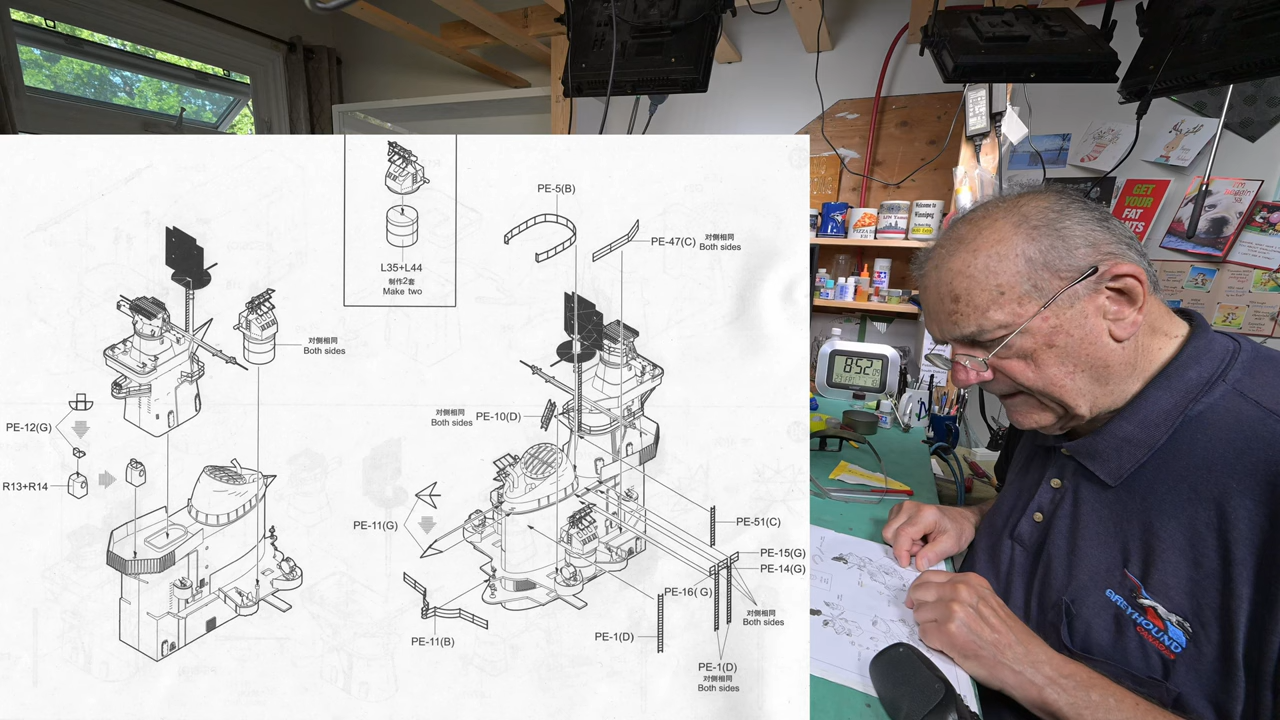 PE-5(B)
PE-47(C)
对侧相同
Both sides
L35+L44
制作2套
Make two
对侧相同
Both sides
PE-12(G)
对侧相同
Both sides
PE-10(D)
R13+R14
PE-11(G)
PE-51(C)
PE-15(G)
PE-14(G)
PE-16( G)
对侧相同
Both sides
PE-11(B)
PE-1(D)
PE-1(D)
对侧相同
Both sides
GET
YOUR
FAT
Welcome to
Winnipeg
8:52
GREYHOUND
CANADA